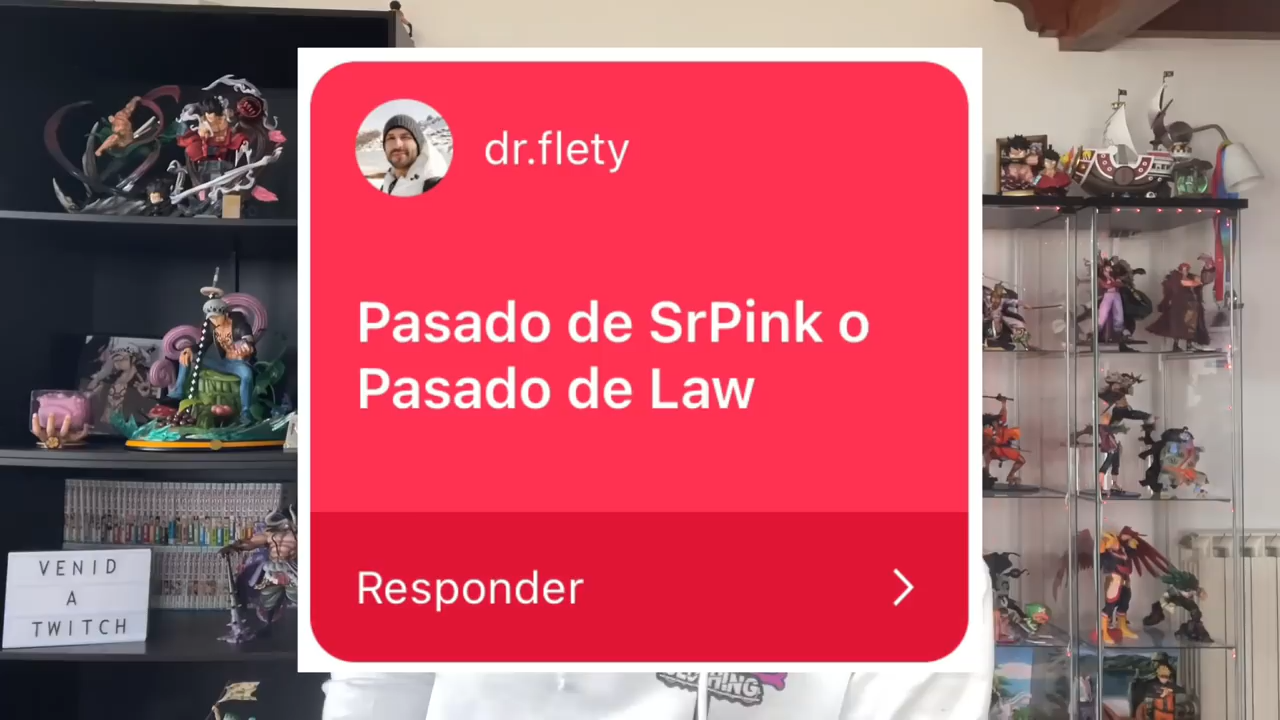 dr.flety
Pasado de SrPink o
Pasado de Law
Responder
VENID
A
TWITCH